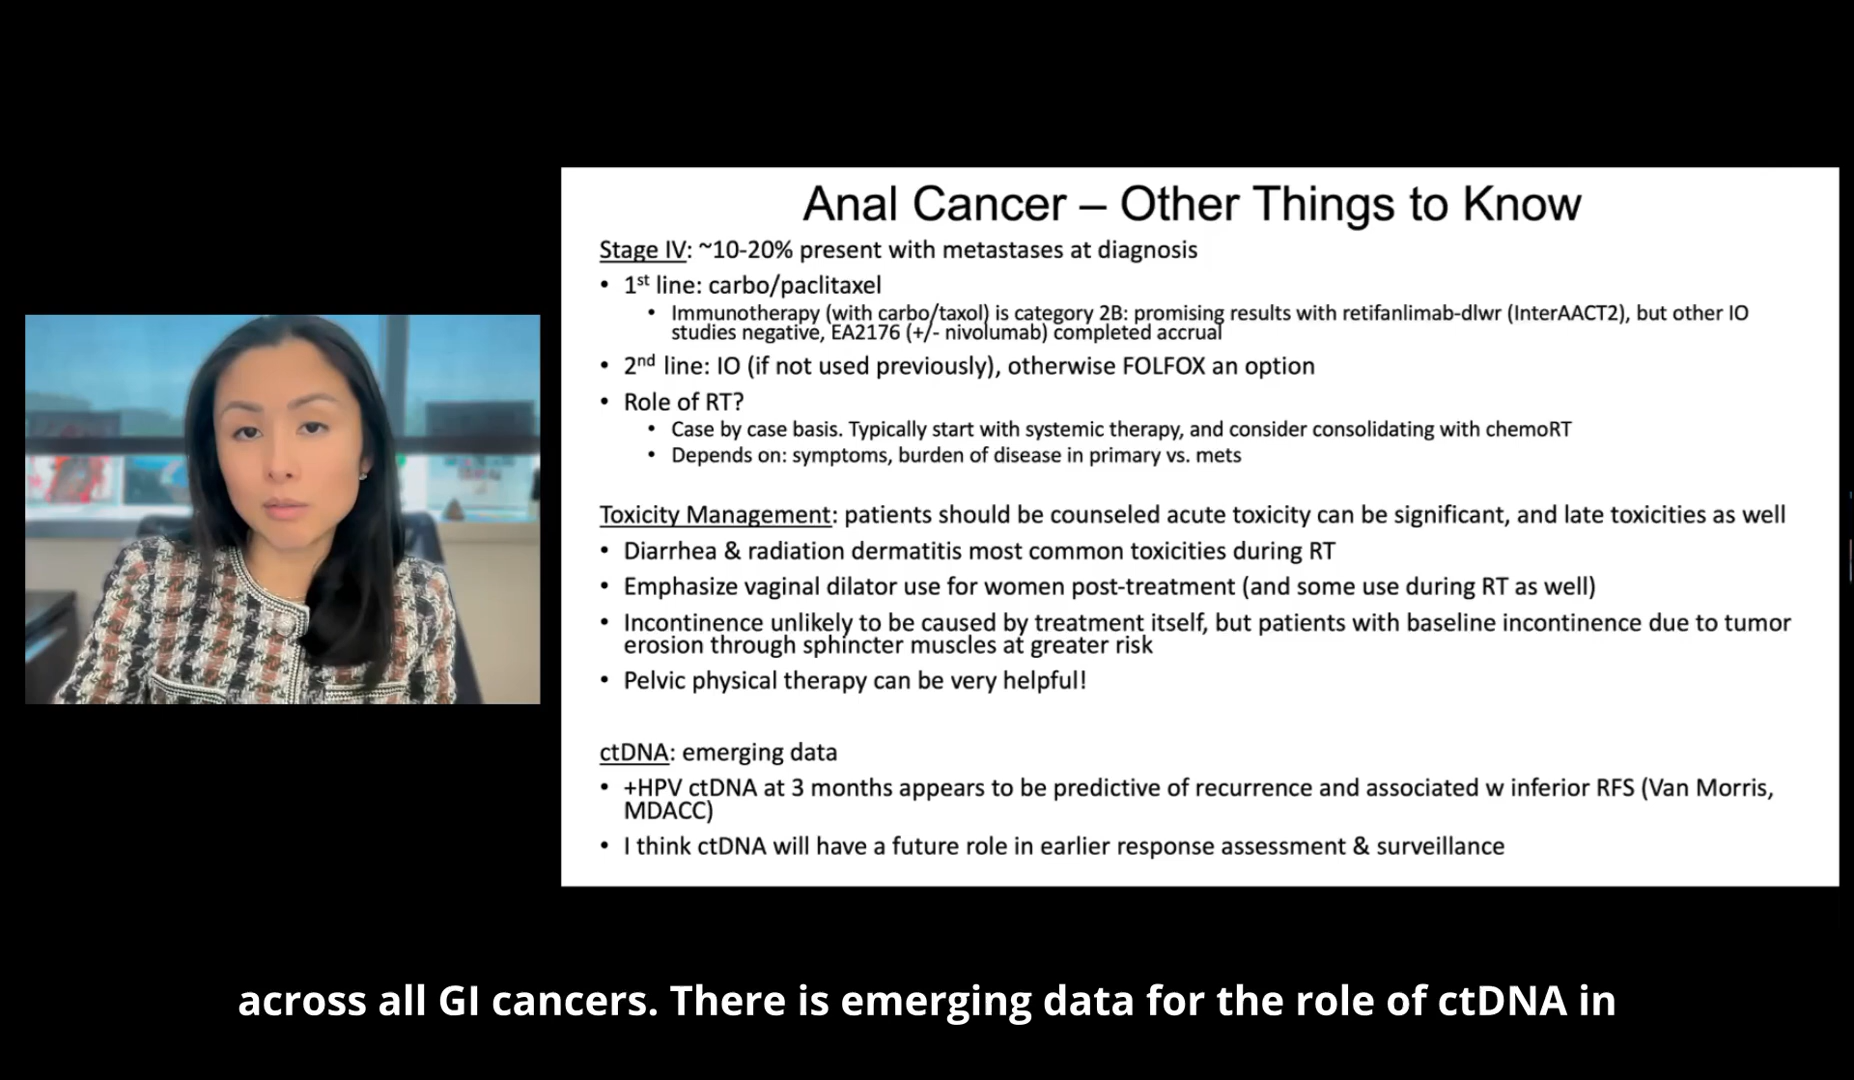 Anal Cancer – Other Things to Know
Stage IV: ~10-20% present with metastases at diagnosis
• 1st line: carbo/paclitaxel
• Immunotherapy (with carbo/taxol) is category 2B: promising results with retifanlimab-dlwr (InterAACT2), but other IO
studies negative, EA2176 (+/- nivolumab) completed accrual
• 2nd line: IO (if not used previously), otherwise FOLFOX an option
• Role of RT?
• Case by case basis. Typically start with systemic therapy, and consider consolidating with chemoRT
• Depends on: symptoms, burden of disease in primary vs. mets
Toxicity Management: patients should be counseled acute toxicity can be significant, and late toxicities as well
• Diarrhea & radiation dermatitis most common toxicities during RT
• Emphasize vaginal dilator use for women post-treatment (and some use during RT as well)
• Incontinence unlikely to be caused by treatment itself, but patients with baseline incontinence due to tumor
erosion through sphincter muscles at greater risk
• Pelvic physical therapy can be very helpful!
ctDNA: emerging data
• +HPV ctDNA at 3 months appears to be predictive of recurrence and associated w inferior RFS (Van Morris,
MDACC)
• I think ctDNA will have a future role in earlier response assessment & surveillance
across all GI cancers. There is emerging data for the role of ctDNA in